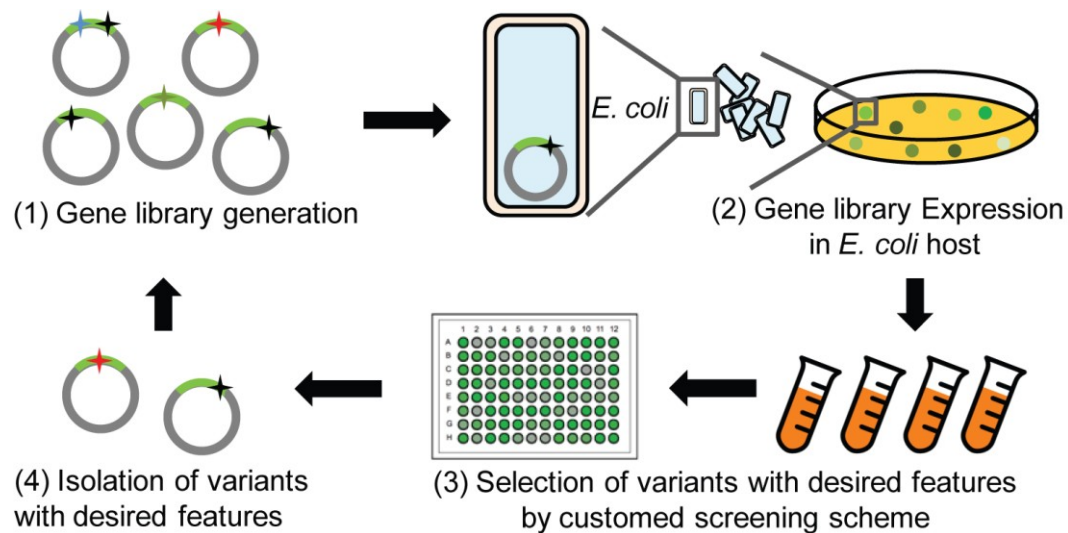 E. coli
(1) Gene library generation
(2) Gene library Expression
in E. coli host
1 2 3 4 5 6 7 8 9 10 11 12
A
B
C
D
E
F
G
H
(4) Isolation of variants
with desired features
(3) Selection of variants with desired features
by customed screening scheme